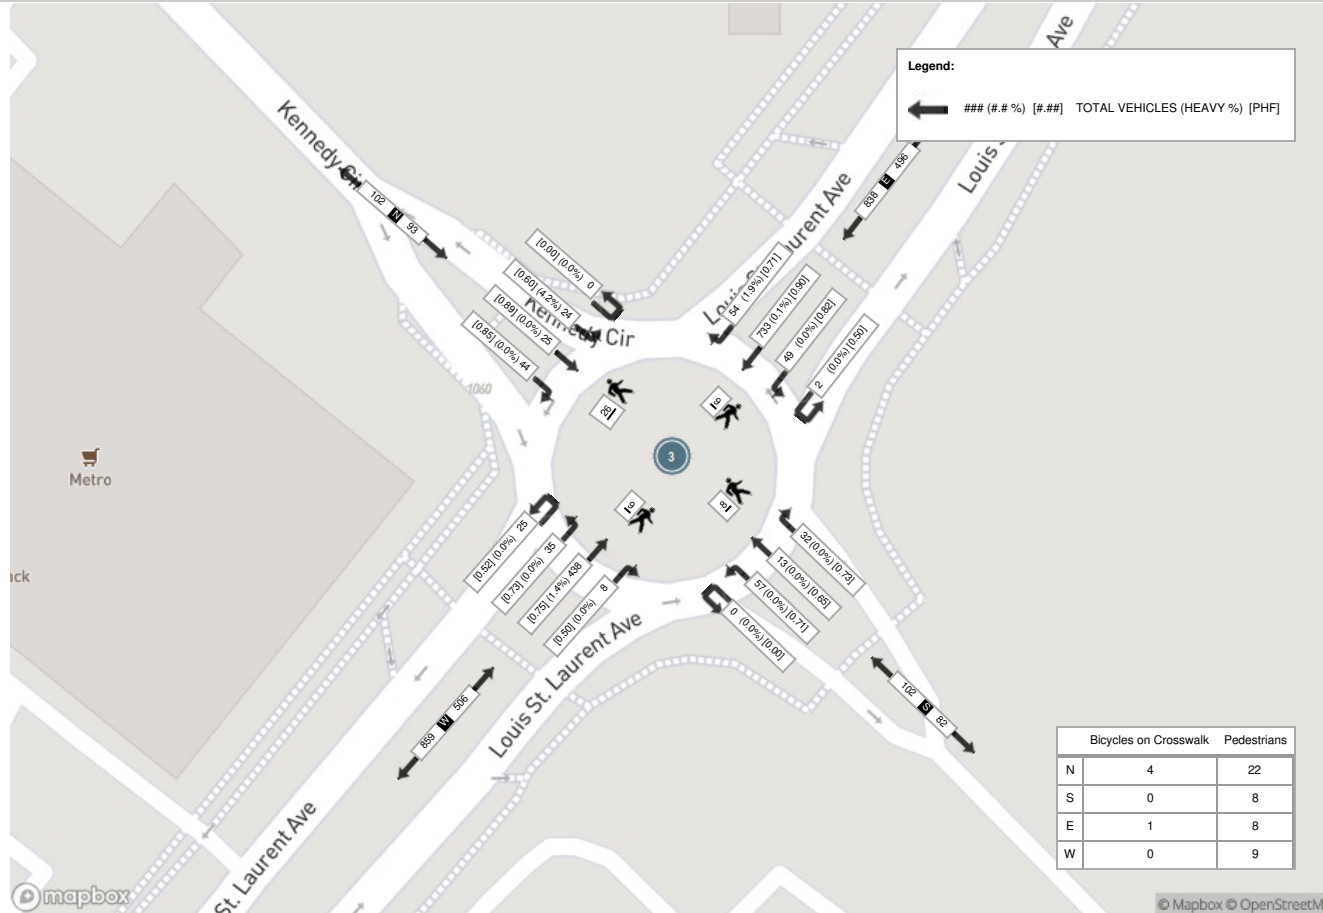 Ave
Legend:
### (#.# %) [#.##] TOTAL VEHICLES (HEAVY %) [PHF]
Kennedy Cir
102 N 93
838 E 496
Louis
Louis St. Laurent Ave
[0.00] (0.0%) 0
[0.60] (4.2%) 24
[0.89] (0.0%) 25
[0.85] (0.0%) 44
Kennedy Cir
54 (1.9%) [0.71]
733 (0.1%) [0.90]
49 (0.0%) [0.82]
2 (0.0%) [0.50]
1060
26
9
3
9
8
Metro
ack
[0.52] (0.0%) 25
[0.73] (0.0%) 35
[0.75] (1.4%) 438
[0.50] (0.0%) 8
32 (0.0%) [0.73]
13 (0.0%) [0.65]
57 (0.0%) [0.71]
0 (0.0%) [0.00]
Louis St. Laurent Ave
859 W 506
102 S 82
Bicycles on Crosswalk Pedestrians
N 4 22
S 0 8
E 1 8
W 0 9
St. Laurent Ave
mapbox
© Mapbox © OpenStreetM